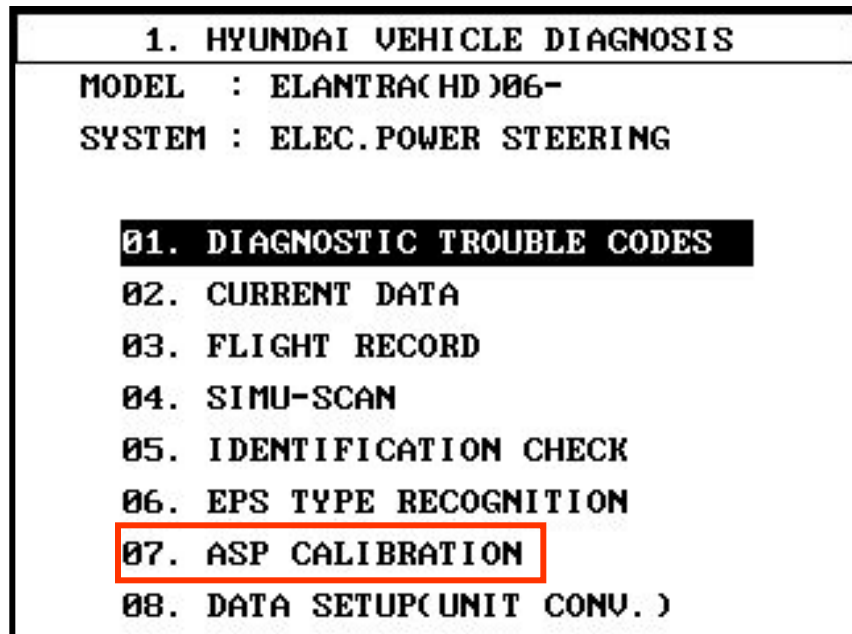 1. HYUNDAI VEHICLE DIAGNOSIS
MODEL : ELANTRA(HD)06-
SYSTEM : ELEC.POWER STEERING
01. DIAGNOSTIC TROUBLE CODES
02. CURRENT DATA
03. FLIGHT RECORD
04. SIMU-SCAN
05. IDENTIFICATION CHECK
06. EPS TYPE RECOGNITION
07. ASP CALIBRATION
08. DATA SETUP(UNIT CONV.)